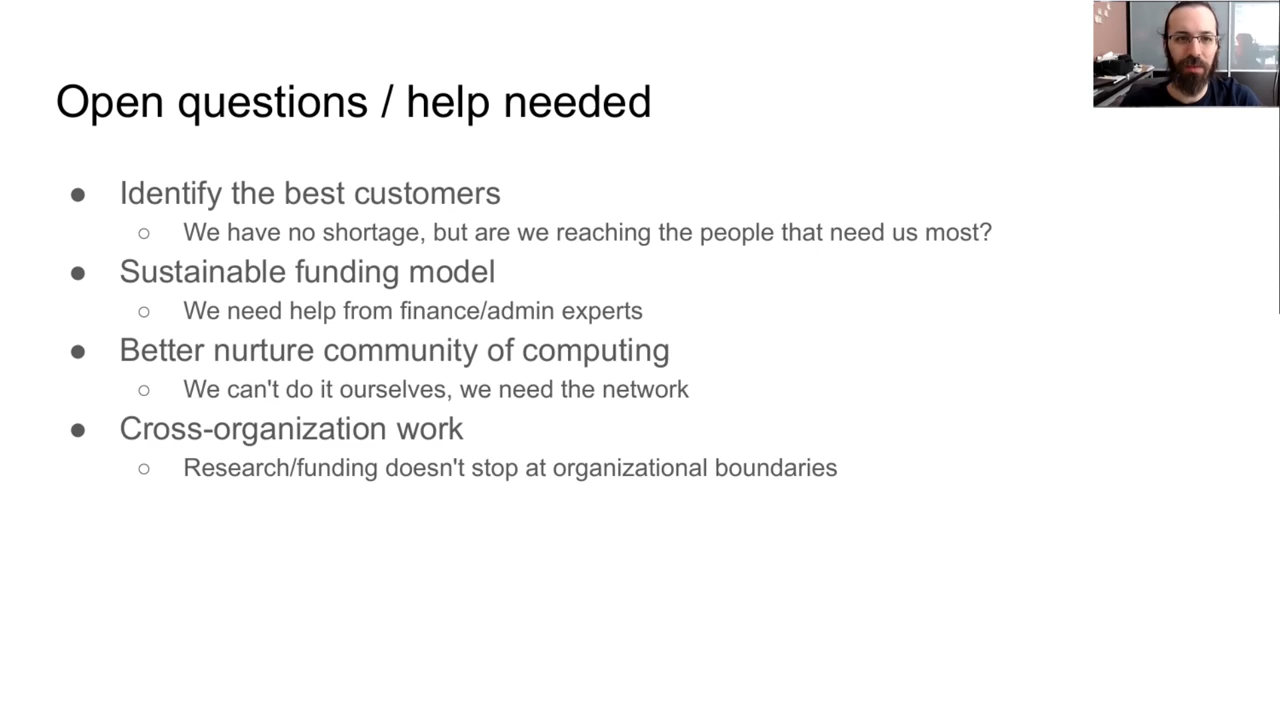 Open questions / help needed
● Identify the best customers
○ We have no shortage, but are we reaching the people that need us most?
● Sustainable funding model
○ We need help from finance/admin experts
● Better nurture community of computing
○ We can't do it ourselves, we need the network
● Cross-organization work
○ Research/funding doesn't stop at organizational boundaries